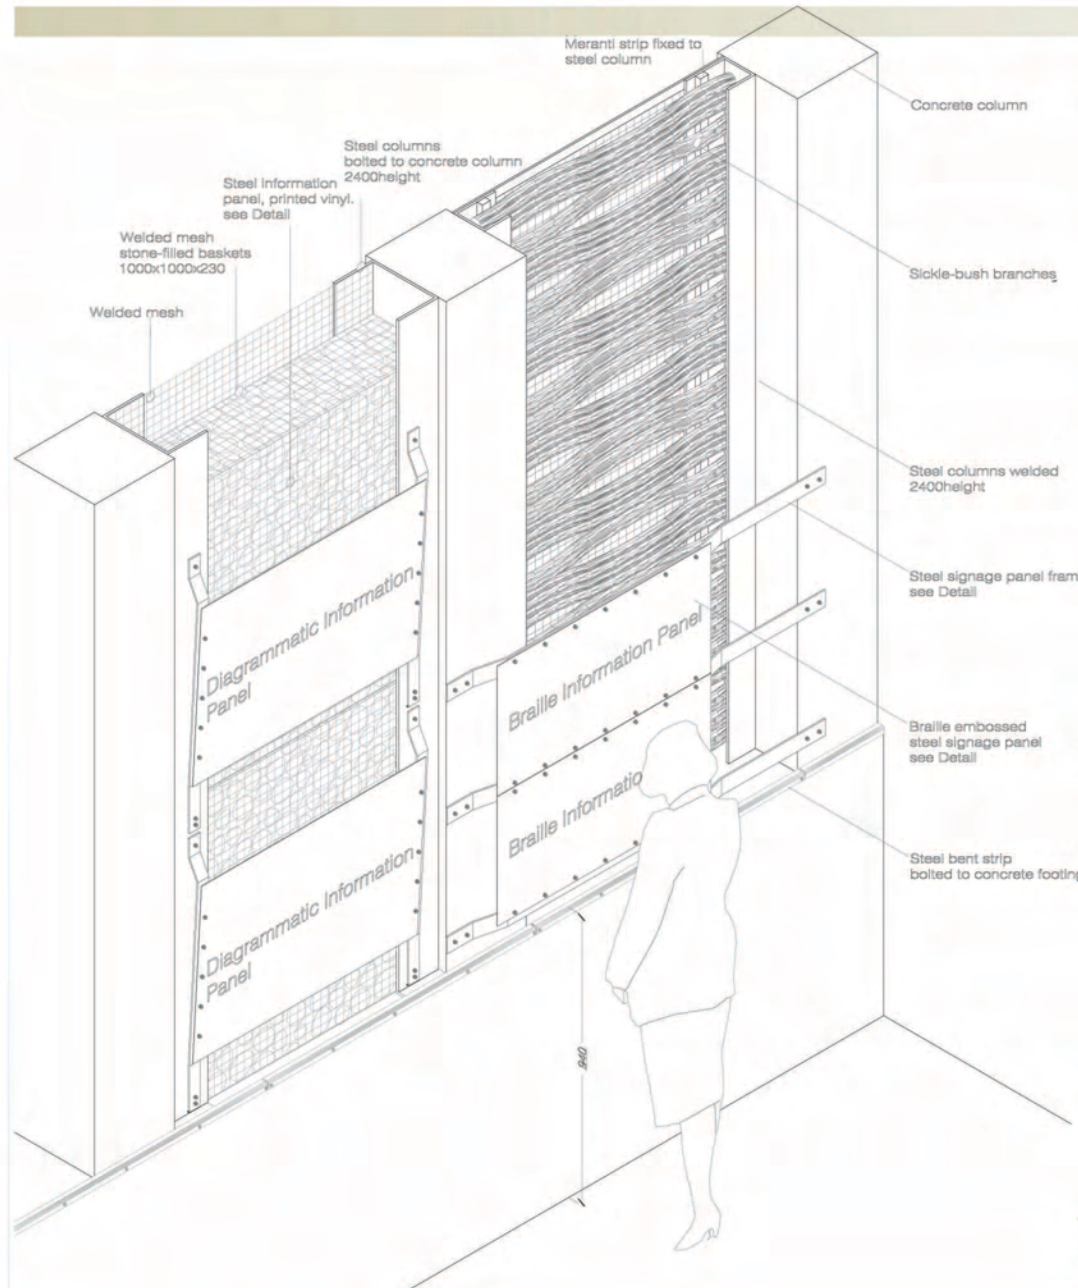 Meranti strip fixed to
steel column
Concrete column
Steel columns
bolted to concrete column
2400height
Steel information
panel, printed vinyl.
see Detail
Welded mesh
stone-filled baskets
1000x1000x230
Welded mesh
Sickle-bush branches
Steel columns welded
2400height
Steel signage panel fram
see Detail
Diagrammatic Information
Panel
Braille Information Panel
Braille embossed
steel signage panel
see Detail
Braille Informatio
Steel bent strip
bolted to concrete footing
Diagrammatic Information
Panel
940